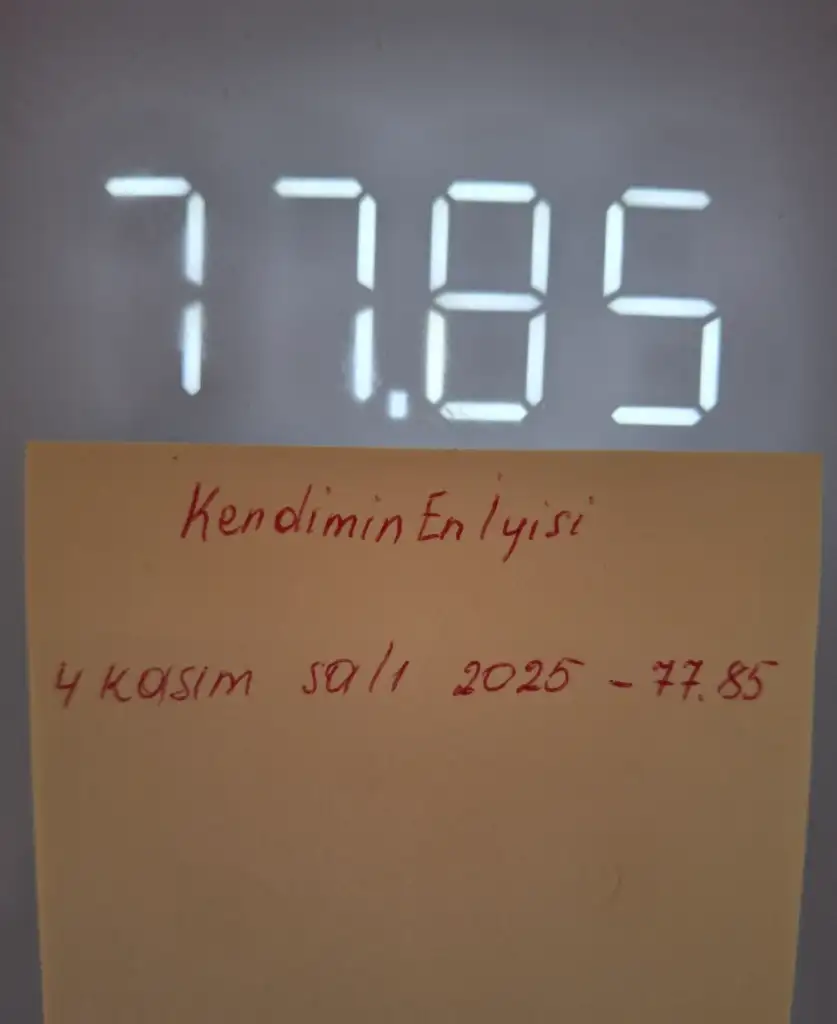 77.85
Kendimin En İyisi
4 Kasım Salı 2025 - 77.85